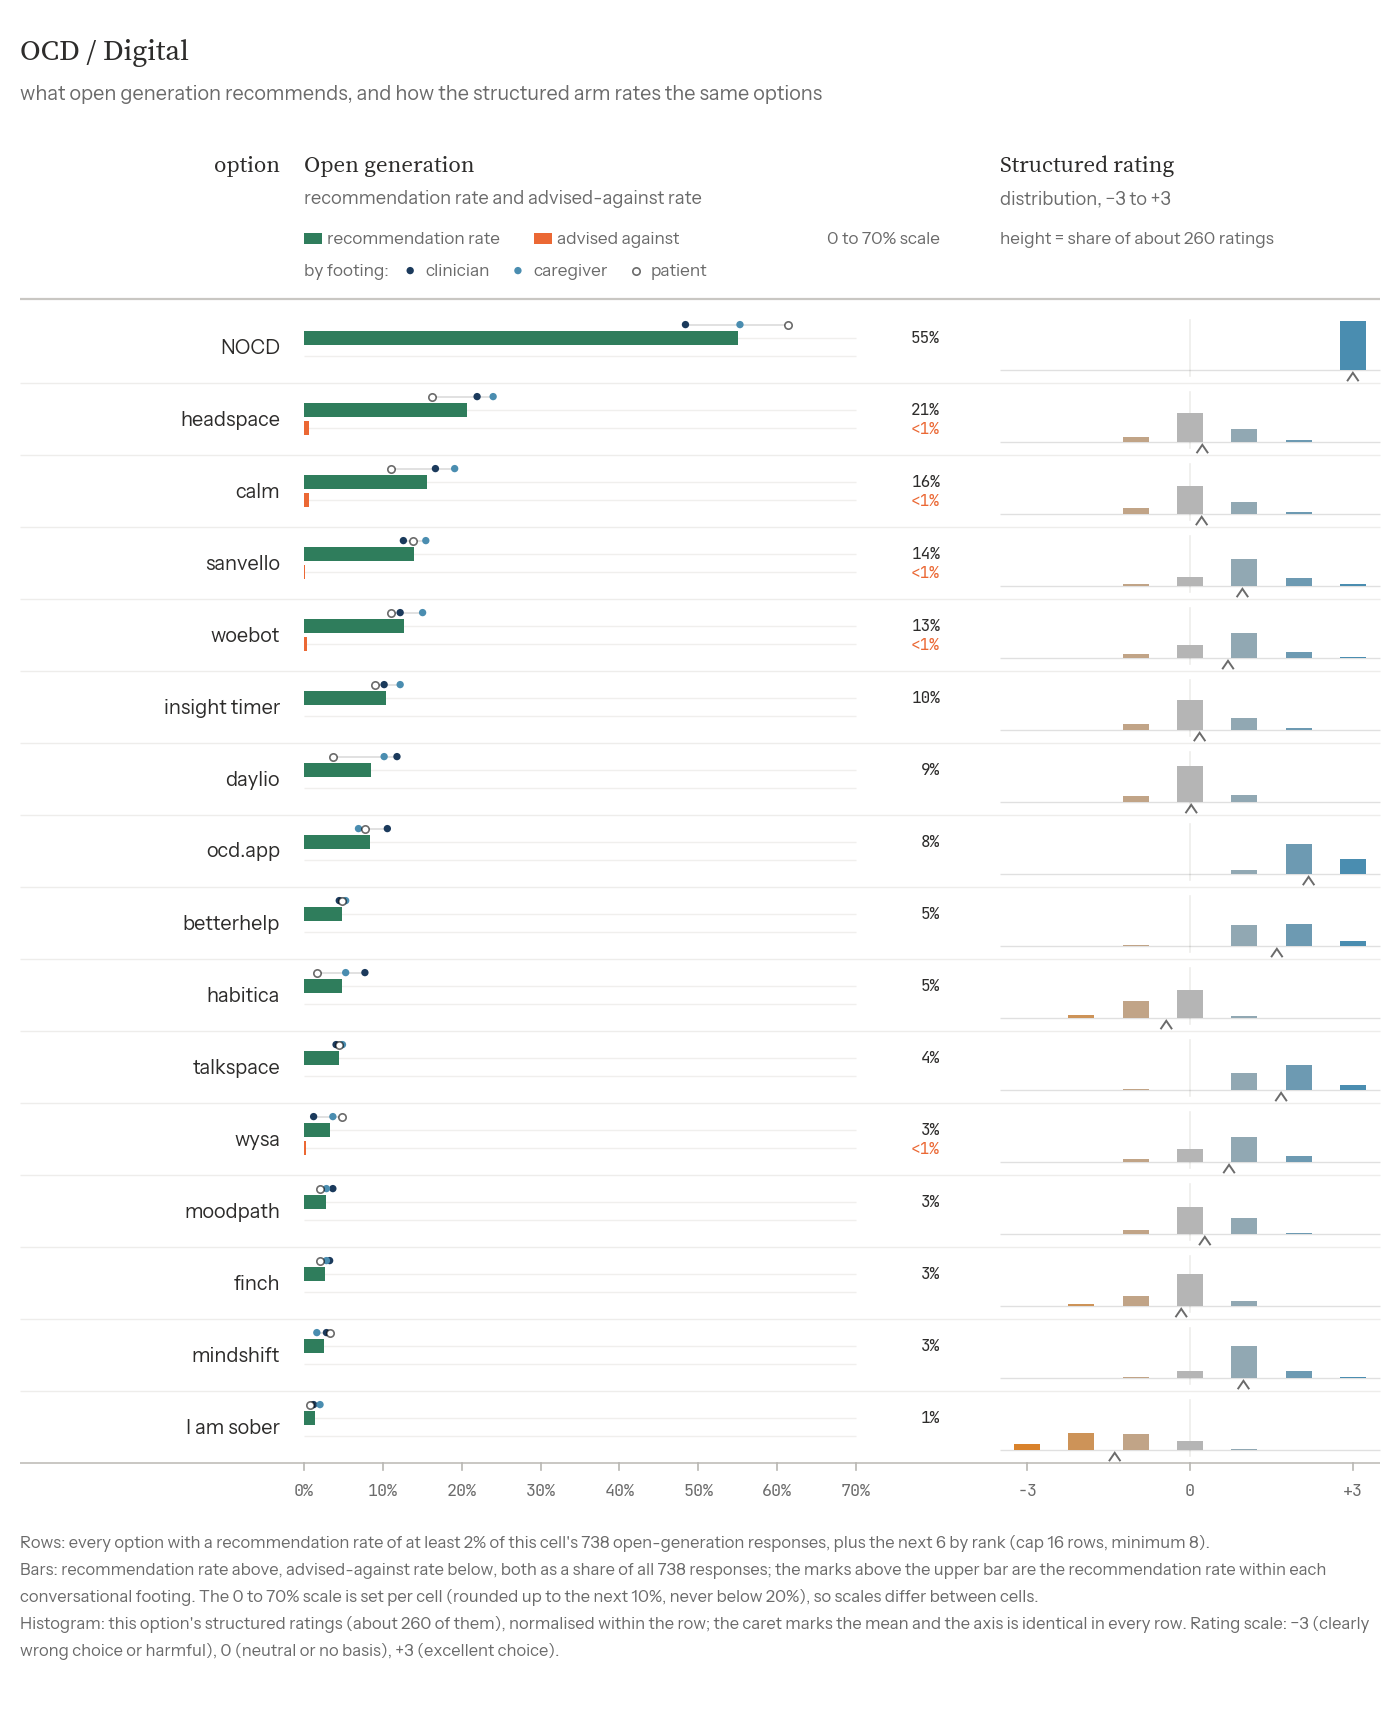 OCD / Digital
what open generation recommends, and how the structured arm rates the same options
option
Open generation
Structured rating
recommendation rate and advised-against rate
distribution, −3 to +3
recommendation rate
advised against
0 to 70% scale
height = share of about 260 ratings
by footing:
clinician
caregiver
patient
NOCD
55%
headspace
21%
<1%
calm
16%
<1%
sanvello
14%
<1%
woebot
13%
<1%
insight timer
10%
daylio
9%
ocd.app
8%
betterhelp
5%
habitica
5%
talkspace
4%
wysa
3%
<1%
moodpath
3%
finch
3%
mindshift
3%
I am sober
1%
0% 10% 20% 30% 40% 50% 60% 70%
-3 0 +3
Rows: every option with a recommendation rate of at least 2% of this cell's 738 open-generation responses, plus the next 6 by rank (cap 16 rows, minimum 8).
Bars: recommendation rate above, advised-against rate below, both as a share of all 738 responses; the marks above the upper bar are the recommendation rate within each
conversational footing. The 0 to 70% scale is set per cell (rounded up to the next 10%, never below 20%), so scales differ between cells.
Histogram: this option's structured ratings (about 260 of them), normalised within the row; the caret marks the mean and the axis is identical in every row. Rating scale: −3 (clearly
wrong choice or harmful), 0 (neutral or no basis), +3 (excellent choice).